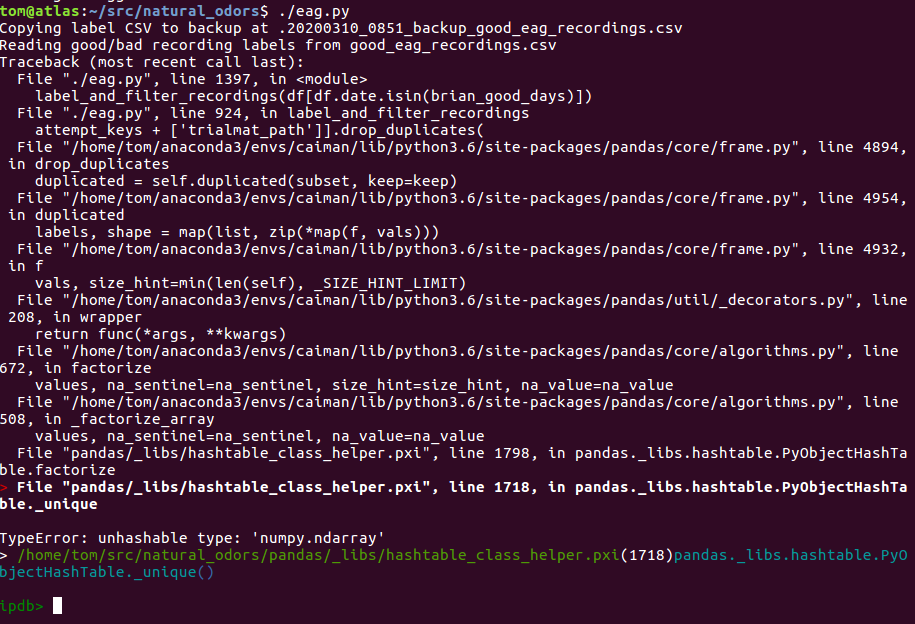 tom@atlas:~/src/natural_odors$ ./eag.py
Copying label CSV to backup at .20200310_0851_backup_good_eag_recordings.csv
Reading good/bad recording labels from good_eag_recordings.csv
Traceback (most recent call last):
  File "./eag.py", line 1397, in <module>
    label_and_filter_recordings(df[df.date.isin(brian_good_days)])
  File "./eag.py", line 924, in label_and_filter_recordings
    attempt_keys + ['trialmat_path']].drop_duplicates(
  File "/home/tom/anaconda3/envs/caiman/lib/python3.6/site-packages/pandas/core/frame.py", line 4894,
 in drop_duplicates
    duplicated = self.duplicated(subset, keep=keep)
  File "/home/tom/anaconda3/envs/caiman/lib/python3.6/site-packages/pandas/core/frame.py", line 4954,
 in duplicated
    labels, shape = map(list, zip(*map(f, vals)))
  File "/home/tom/anaconda3/envs/caiman/lib/python3.6/site-packages/pandas/core/frame.py", line 4932,
 in f
    vals, size_hint=min(len(self), _SIZE_HINT_LIMIT)
  File "/home/tom/anaconda3/envs/caiman/lib/python3.6/site-packages/pandas/util/_decorators.py", line
 208, in wrapper
    return func(*args, **kwargs)
  File "/home/tom/anaconda3/envs/caiman/lib/python3.6/site-packages/pandas/core/algorithms.py", line
672, in factorize
    values, na_sentinel=na_sentinel, size_hint=size_hint, na_value=na_value
  File "/home/tom/anaconda3/envs/caiman/lib/python3.6/site-packages/pandas/core/algorithms.py", line
508, in _factorize_array
    values, na_sentinel=na_sentinel, na_value=na_value
  File "pandas/_libs/hashtable_class_helper.pxi", line 1798, in pandas._libs.hashtable.PyObjectHashTa
ble.factorize
> File "pandas/_libs/hashtable_class_helper.pxi", line 1718, in pandas._libs.hashtable.PyObjectHashTa
ble._unique
TypeError: unhashable type: 'numpy.ndarray'
> /home/tom/src/natural_odors/pandas/_libs/hashtable_class_helper.pxi(1718)pandas._libs.hashtable.PyO
bjectHashTable._unique()
ipdb>